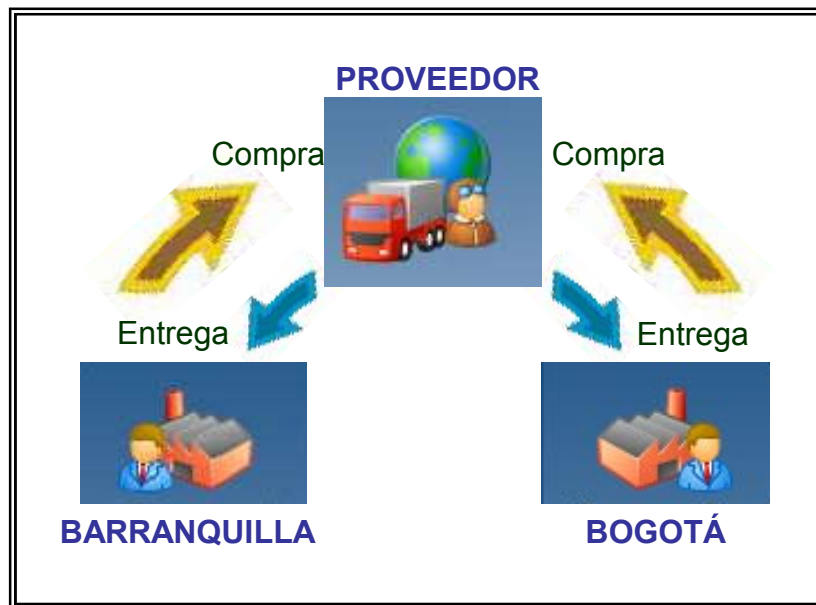 PROVEEDOR
Compra
Compra
Entrega
Entrega
BARRANQUILLA
BOGOTÁ